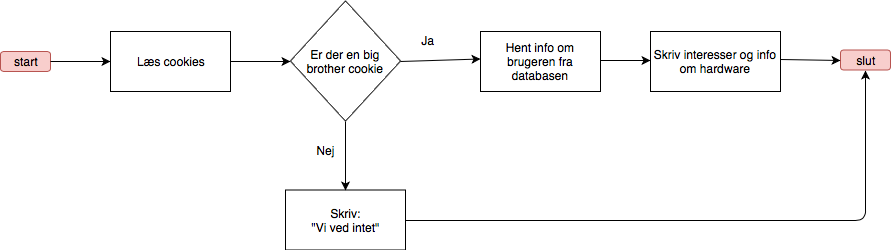 start
Læs cookies
Er der en big
brother cookie
Ja
Hent info om
brugeren fra
databasen
Skriv interesser og info
om hardware
slut
Nej
Skriv:
"Vi ved intet"